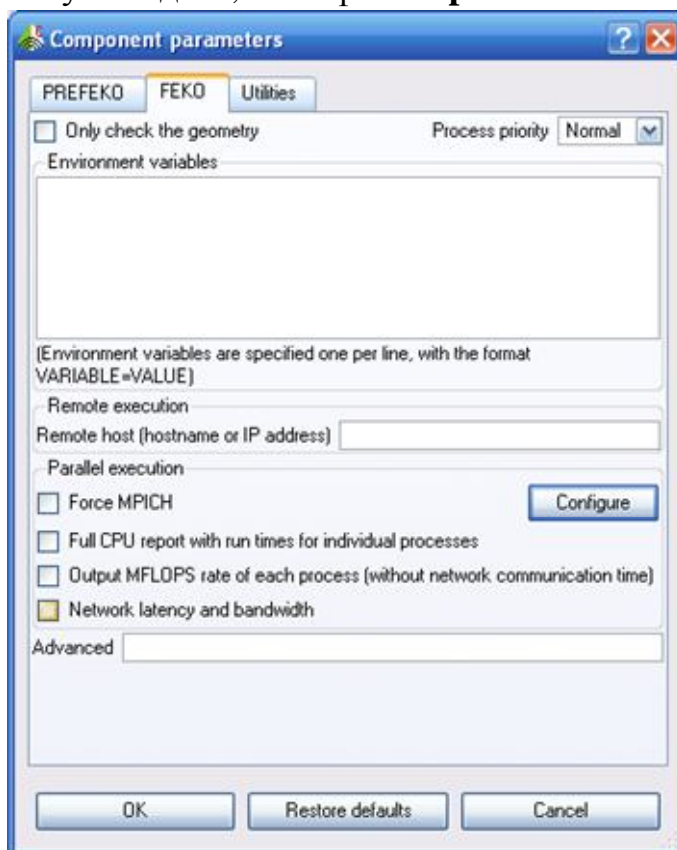 Component parameters
PREFEKO FEKO Utilities
Only check the geometry Process priority Normal
Environment variables
(Environment variables are specified one per line, with the format
VARIABLE=VALUE)
Remote execution
Remote host (hostname or IP address)
Parallel execution
Force MPICH Configure
Full CPU report with run times for individual processes
Output MFLOPS rate of each process (without network communication time)
Network latency and bandwidth
Advanced
OK Restore defaults Cancel